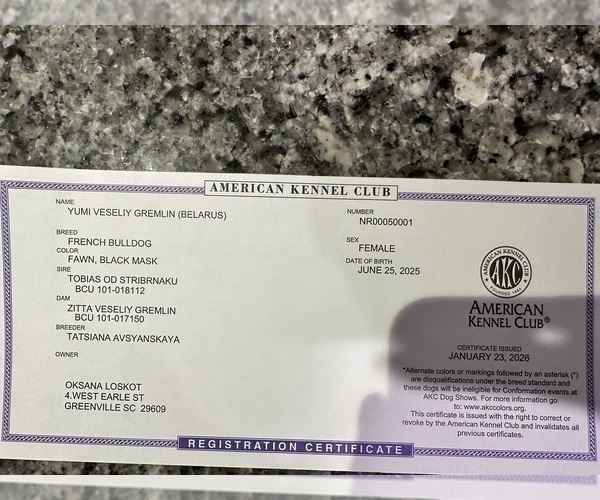 AMERICAN KENNEL CLUB
NAME
YUMI VESELIY GREMLIN (BELARUS)
NUMBER
NR00050001
BREED
FRENCH BULLDOG
SEX
FEMALE
COLOR
FAWN, BLACK MASK
DATE OF BIRTH
JUNE 25, 2025
SIRE
TOBIAS OD STRIBRNAKU
BCU 101-018112
DAM
ZITTA VESELIY GREMLIN
BCU 101-017150
BREEDER
TATSIANA AVSYANSKAYA
OWNER
OKSANA LOSKOT
4.WEST EARLE ST
GREENVILLE SC 29609
AMERICAN KENNEL CLUB
AKC
FOUNDED 1884
AMERICAN
KENNEL CLUB®
CERTIFICATE ISSUED
JANUARY 23, 2026
*Alternate colors or markings followed by an asterisk (*)
are disqualifications under the breed standard and
these dogs will be ineligible for Conformation events at
AKC Dog Shows. For more information go
to: www.akccolors.org.
This certificate is issued with the right to correct or
revoke by the American Kennel Club and invalidates all
previous certificates.
REGISTRATION CERTIFICATE